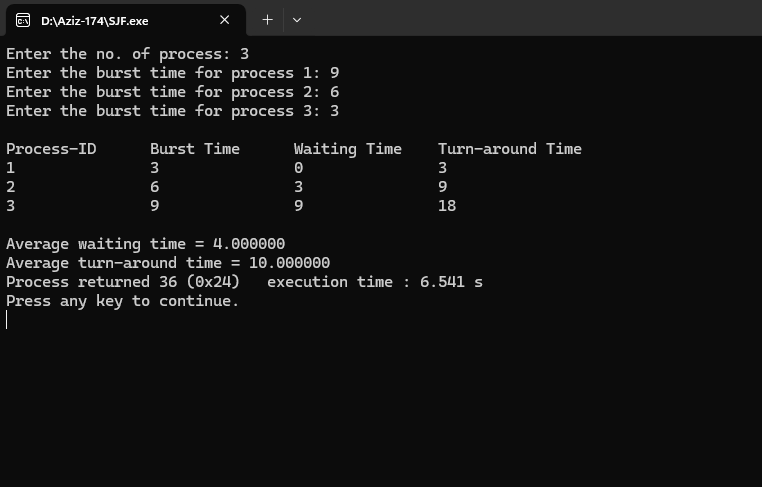 D:\Aziz-174\SJF.exe
Enter the no. of process: 3
Enter the burst time for process 1: 9
Enter the burst time for process 2: 6
Enter the burst time for process 3: 3
Process-ID Burst Time Waiting Time Turn-around Time
1 3 0 3
2 6 3 9
3 9 9 18
Average waiting time = 4.000000
Average turn-around time = 10.000000
Process returned 36 (0x24) execution time : 6.541 s
Press any key to continue.